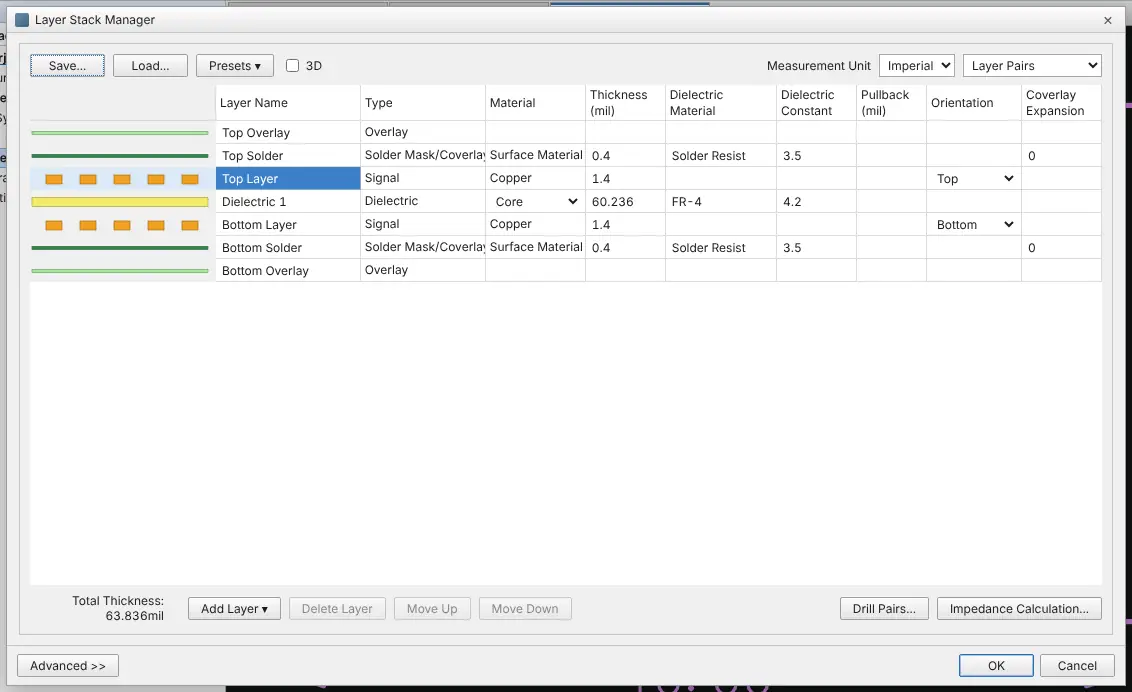 Layer Stack Manager
Save... Load... Presets ▾ 3D Measurement Unit Imperial Layer Pairs
Layer Name Type Material Thickness (mil) Dielectric Material Dielectric Constant Pullback (mil) Orientation Coverlay Expansion
Top Overlay Overlay
Top Solder Solder Mask/Coverlay Surface Material 0.4 Solder Resist 3.5 0
Top Layer Signal Copper 1.4 Top
Dielectric 1 Dielectric Core 60.236 FR-4 4.2
Bottom Layer Signal Copper 1.4 Bottom
Bottom Solder Solder Mask/Coverlay Surface Material 0.4 Solder Resist 3.5 0
Bottom Overlay Overlay
Total Thickness:
63.836mil
Add Layer ▾ Delete Layer Move Up Move Down Drill Pairs... Impedance Calculation...
Advanced >> OK Cancel